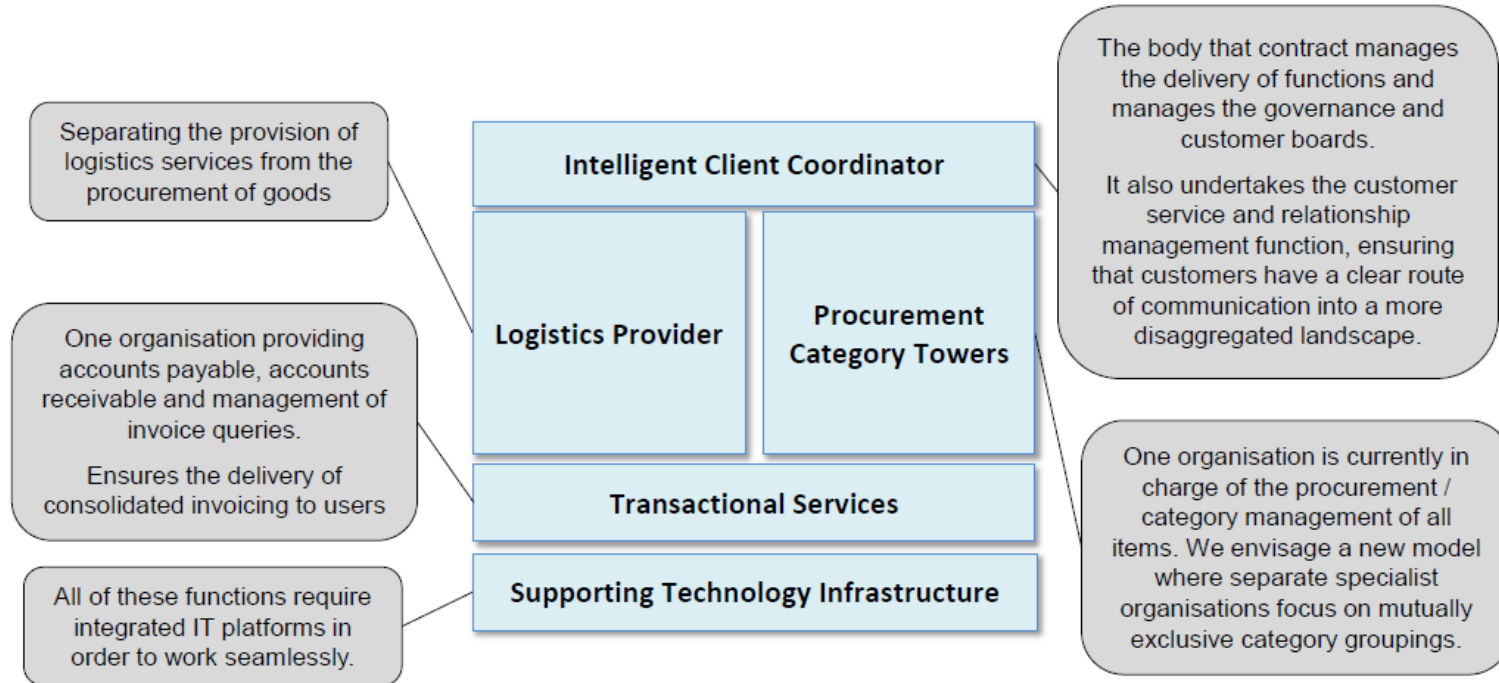 Separating the provision of
logistics services from the
procurement of goods
One organisation providing
accounts payable, accounts
receivable and management of
invoice queries.
Ensures the delivery of
consolidated invoicing to users
All of these functions require
integrated IT platforms in
order to work seamlessly.
Intelligent Client Coordinator
Logistics Provider
Procurement
Category Towers
Transactional Services
Supporting Technology Infrastructure
The body that contract manages
the delivery of functions and
manages the governance and
customer boards.
It also undertakes the customer
service and relationship
management function, ensuring
that customers have a clear route
of communication into a more
disaggregated landscape.
One organisation is currently in
charge of the procurement /
category management of all
items. We envisage a new model
where separate specialist
organisations focus on mutually
exclusive category groupings.